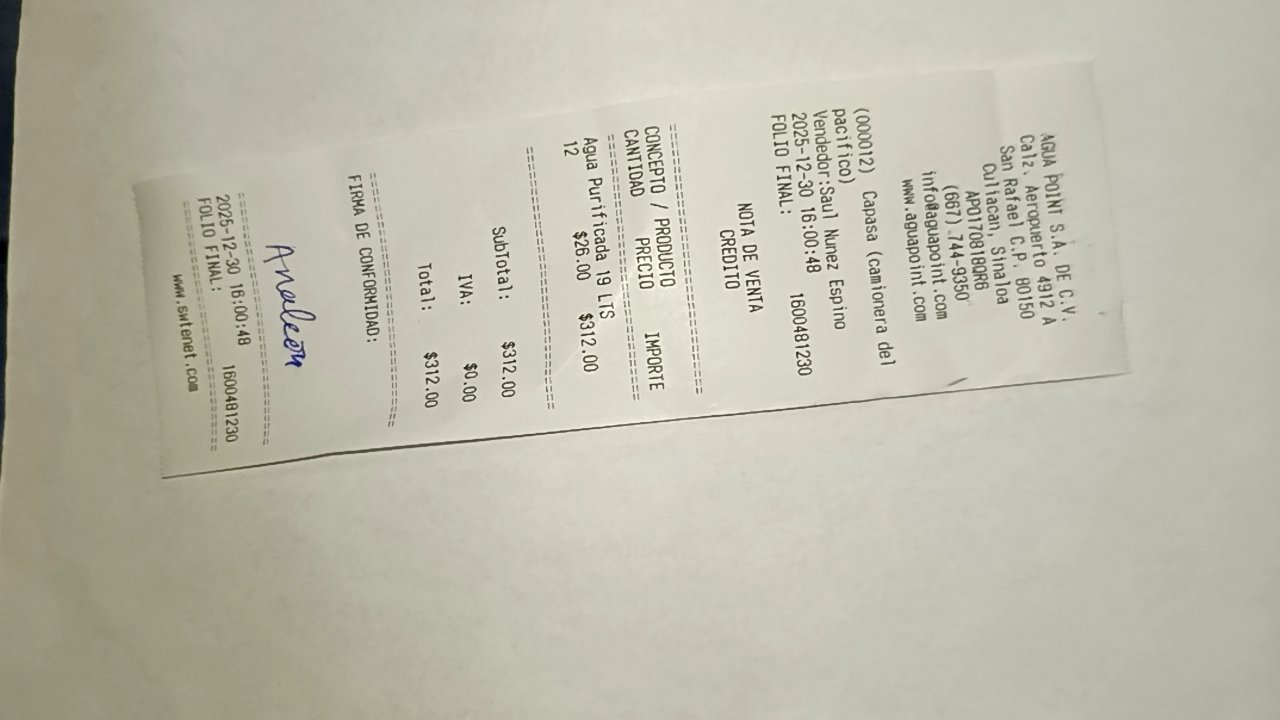 AGUA POINT S.A. DE C.V.
Calz. Aeropuerto 4912 A
San Rafael C.P. 80150
Culiacan, Sinaloa
APO170818QR6
(667) 744-9350
info@aguapoint.com
www.aguapoint.com
(000012) Capasa (camionera del
pacifico)
Vendedor:Saul Nunez Espino
2025-12-30 16:00:48 1600481230
FOLIO FINAL:
NOTA DE VENTA
CREDITO
==============================
CONCEPTO / PRODUCTO
CANTIDAD PRECIO IMPORTE
==============================
Agua Purificada 19 LTS
12 $26.00 $312.00
==============================
SubTotal: $312.00
IVA: $0.00
Total: $312.00
==============================
FIRMA DE CONFORMIDAD:
Analeon
==============================
2025-12-30 16:00:48 1600481230
FOLIO FINAL:
==============================
www.swtenet.com